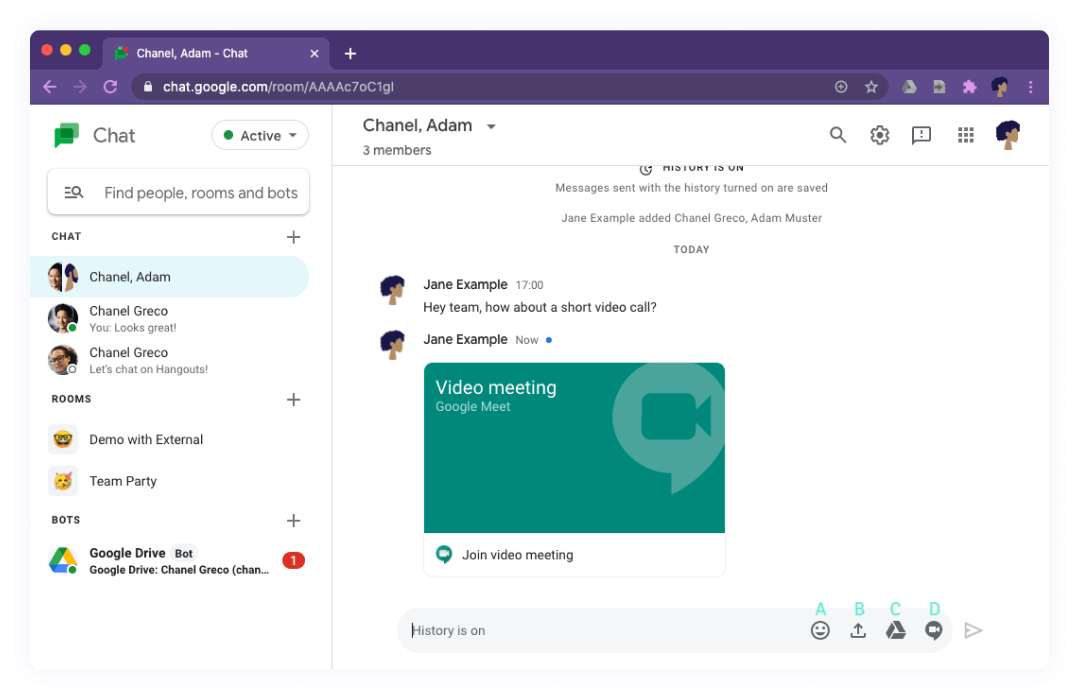 Chanel, Adam - Chat
chat.google.com/room/AAAAc7oC1gI
Chat
Active
Find people, rooms and bots
CHAT
Chanel, Adam
Chanel Greco
You: Looks great!
Chanel Greco
Let's chat on Hangouts!
ROOMS
Demo with External
Team Party
BOTS
Google Drive Bot
Google Drive: Chanel Greco (chan...
1
Chanel, Adam
3 members
HISTORY IS ON
Messages sent with the history turned on are saved
Jane Example added Chanel Greco, Adam Muster
TODAY
Jane Example 17:00
Hey team, how about a short video call?
Jane Example Now
Video meeting
Google Meet
Join video meeting
A B C D
History is on